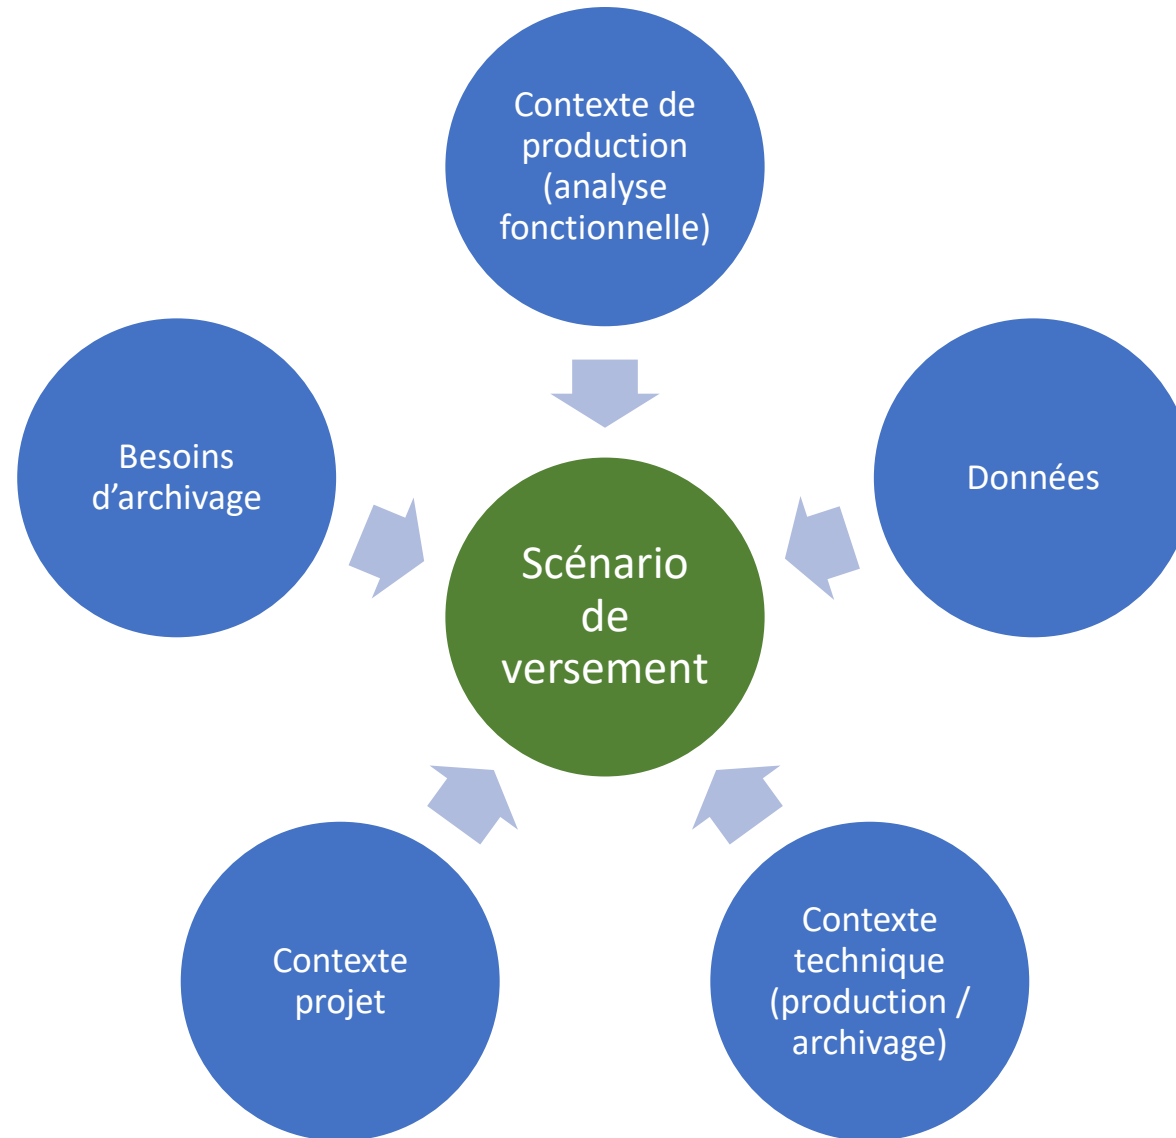 Contexte de
production
(analyse
fonctionnelle)
Besoins
d’archivage
Données
Scénario
de
versement
Contexte
projet
Contexte
technique
(production /
archivage)